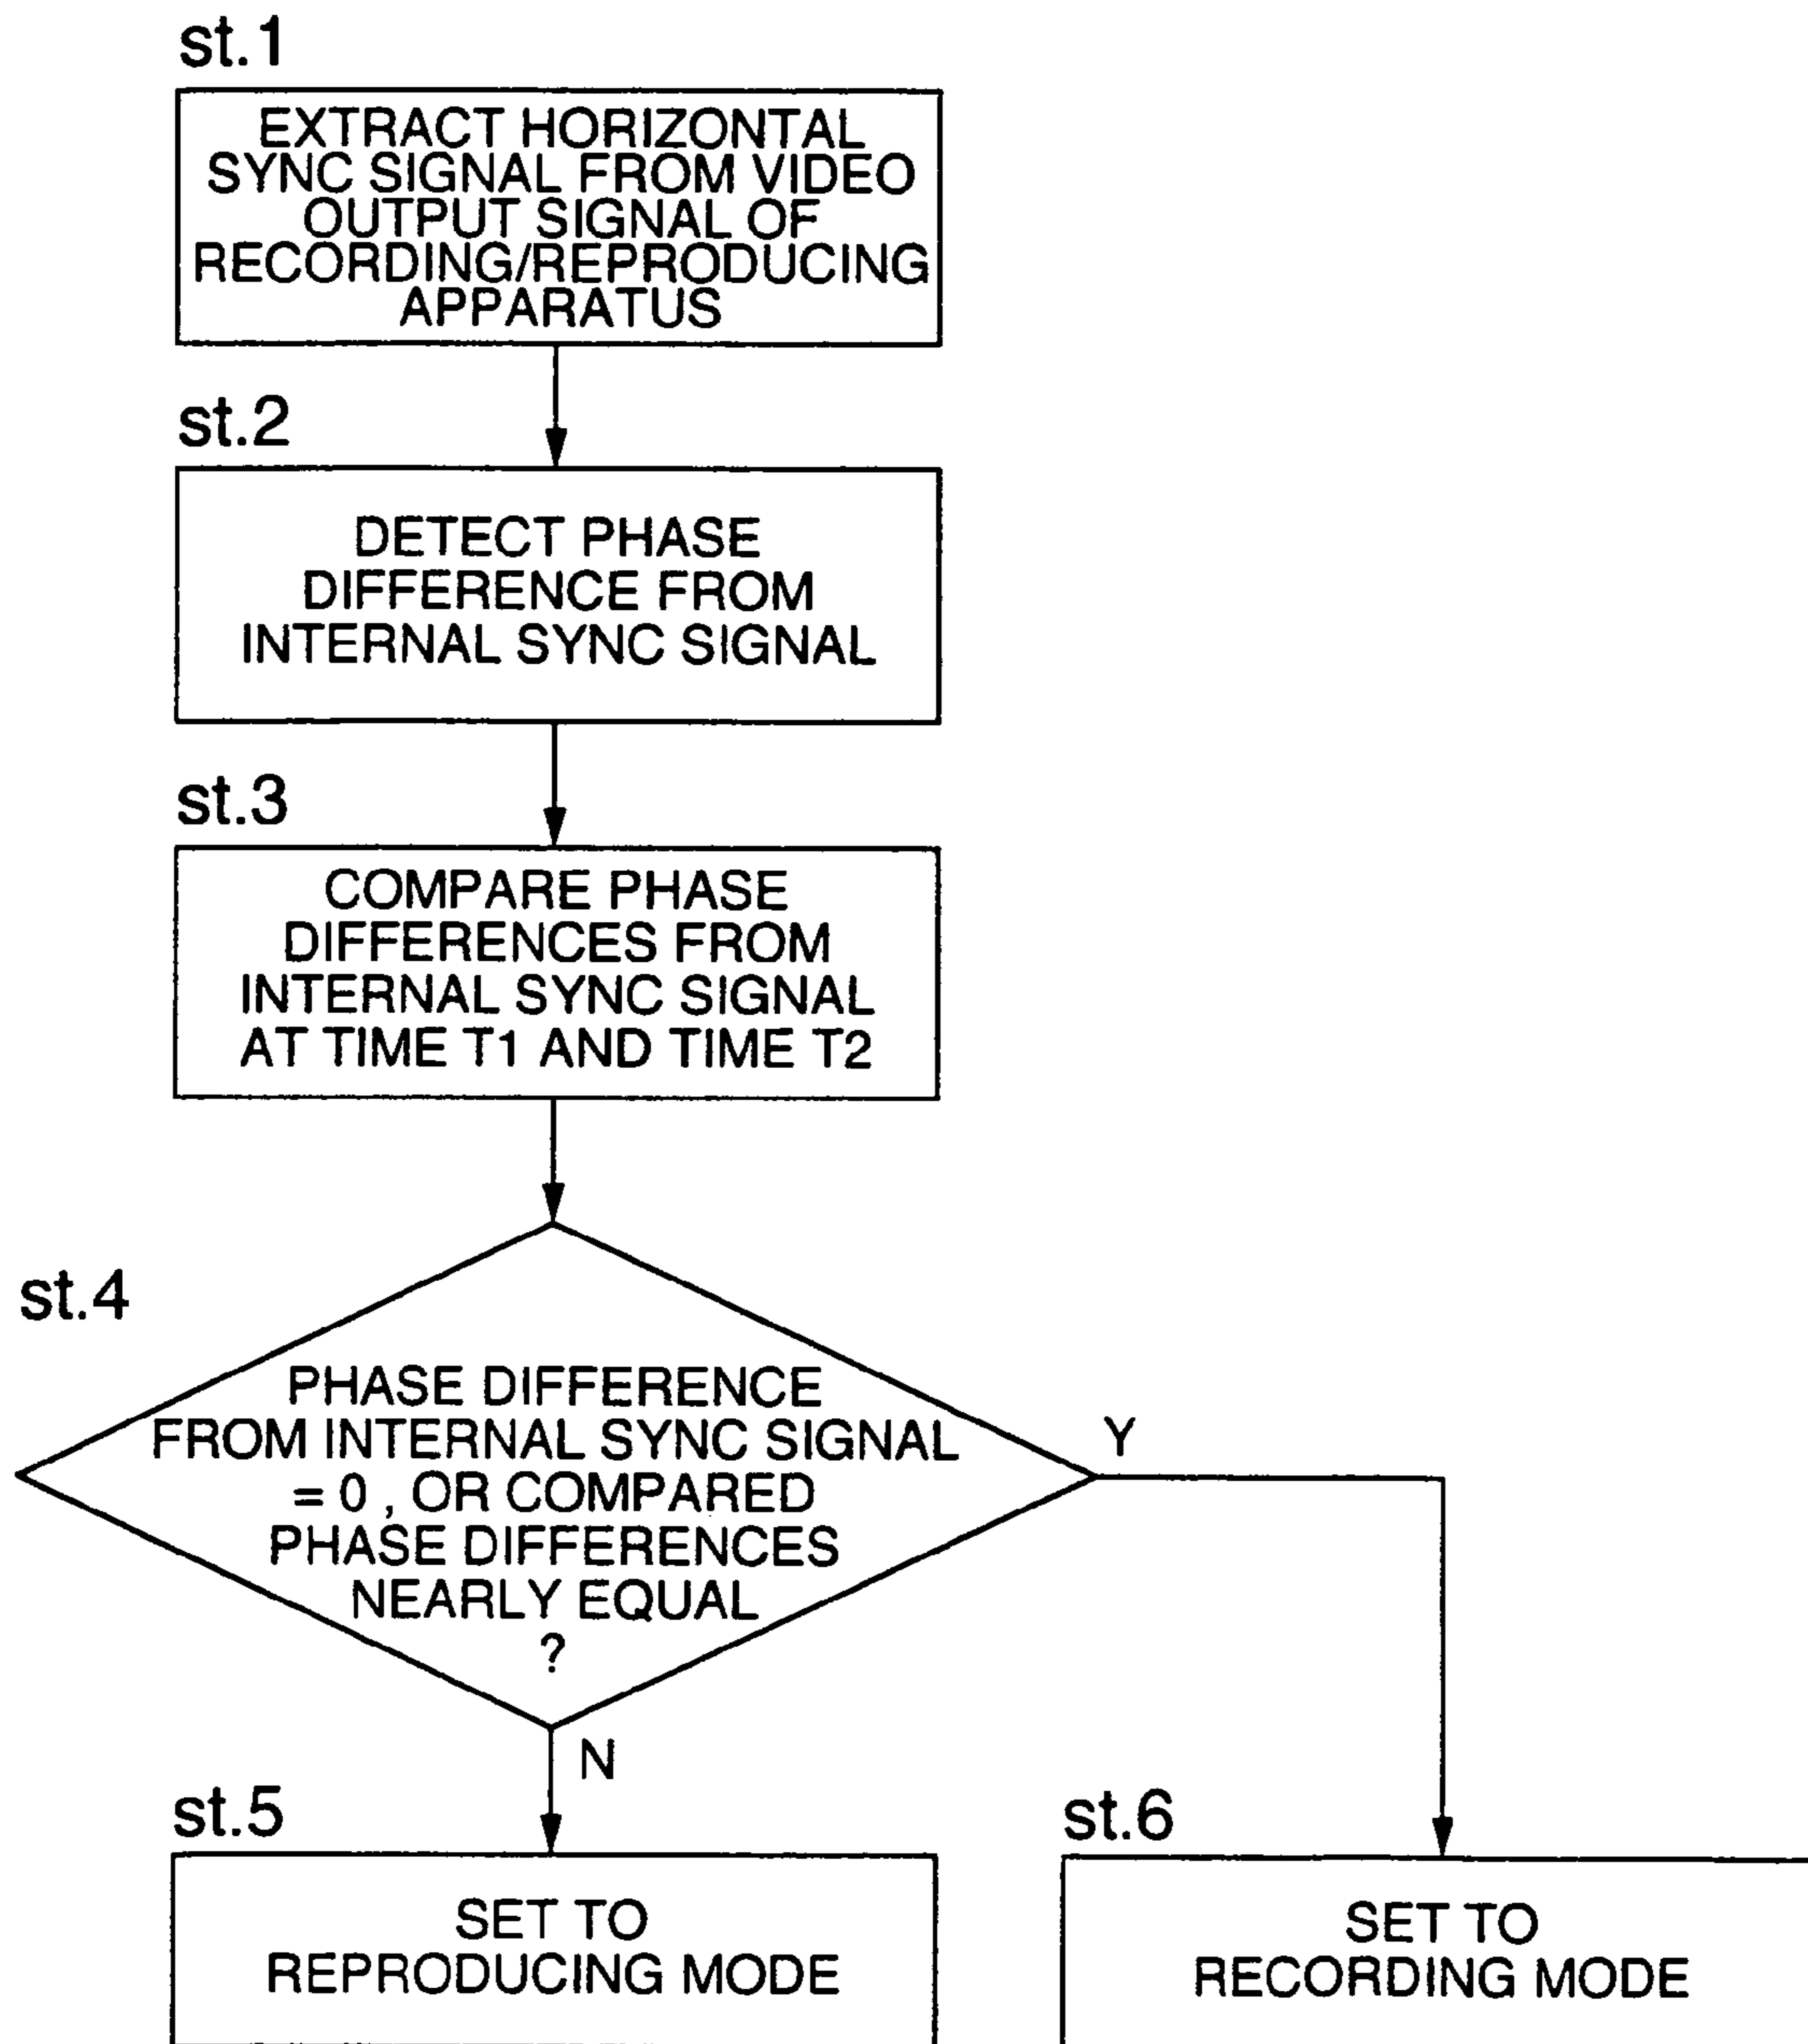 st.1
EXTRACT HORIZONTAL
SYNC SIGNAL FROM VIDEO
OUTPUT SIGNAL OF
RECORDING/REPRODUCING
APPARATUS
st.2
DETECT PHASE
DIFFERENCE FROM
INTERNAL SYNC SIGNAL
st.3
COMPARE PHASE
DIFFERENCES FROM
INTERNAL SYNC SIGNAL
AT TIME T1 AND TIME T2
st.4
PHASE DIFFERENCE
FROM INTERNAL SYNC SIGNAL
= 0 , OR COMPARED
PHASE DIFFERENCES
NEARLY EQUAL
?
Y
N
st.5
SET TO
REPRODUCING MODE
st.6
SET TO
RECORDING MODE